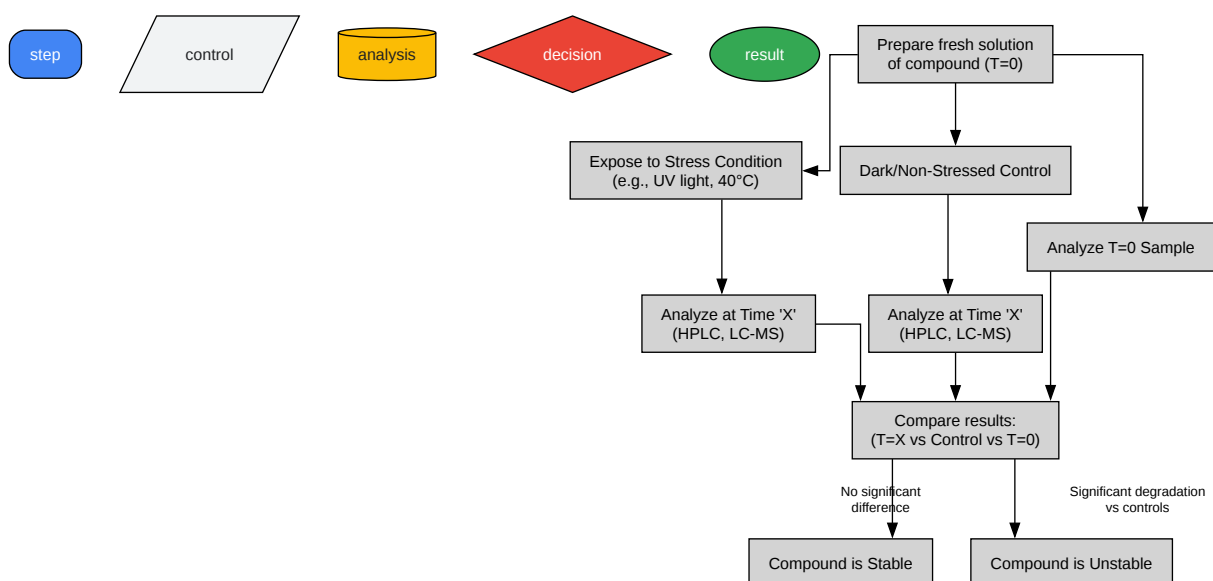 step
control
analysis
decision
result
Prepare fresh solution
of compound (T=0)
Expose to Stress Condition
(e.g., UV light, 40°C)
Dark/Non-Stressed Control
Analyze T=0 Sample
Analyze at Time 'X'
(HPLC, LC-MS)
Analyze at Time 'X'
(HPLC, LC-MS)
Compare results:
(T=X vs Control vs T=0)
No significant
difference
Significant degradation
vs controls
Compound is Stable
Compound is Unstable